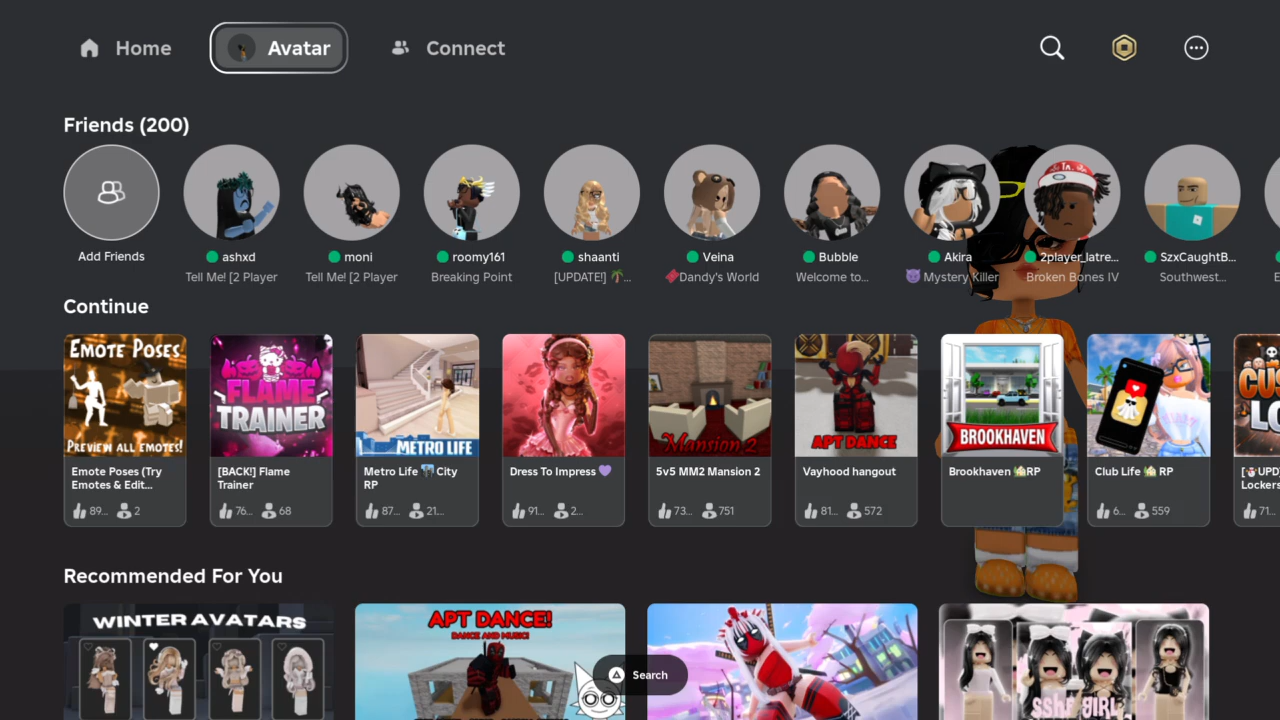 Home
Avatar
Connect
Friends (200)
Add Friends
ashxd
Tell Me! [2 Player
moni
Tell Me! [2 Player
roomy161
Breaking Point
shaanti
[UPDATE!] 🌴...
Veina
Dandy's World
Bubble
Welcome to...
Akira
😈 Mystery Killer
2player_latre...
Broken Bones IV
SzxCaughtB...
Southwest...
Continue
EMOTE POSES
PREVIEW ALL EMOTES!
Emote Poses (Try
Emotes & Edit...
89...
2
FLAME
TRAINER
[BACK!] Flame
Trainer
76...
68
METRO LIFE
Metro Life 🏙️ City
RP
87...
21...
Dress To Impress 💜
91...
2...
Mansion 2
5v5 MM2 Mansion 2
73...
751
APT DANCE
Vayhood hangout
81...
572
BROOKHAVEN
Brookhaven 🏡RP
Club Life 🏡 RP
6...
559
Lockers
71...
Recommended For You
WINTER AVATARS
APT DANCE!
DANCE AND MUSIC!
Search
GIRL